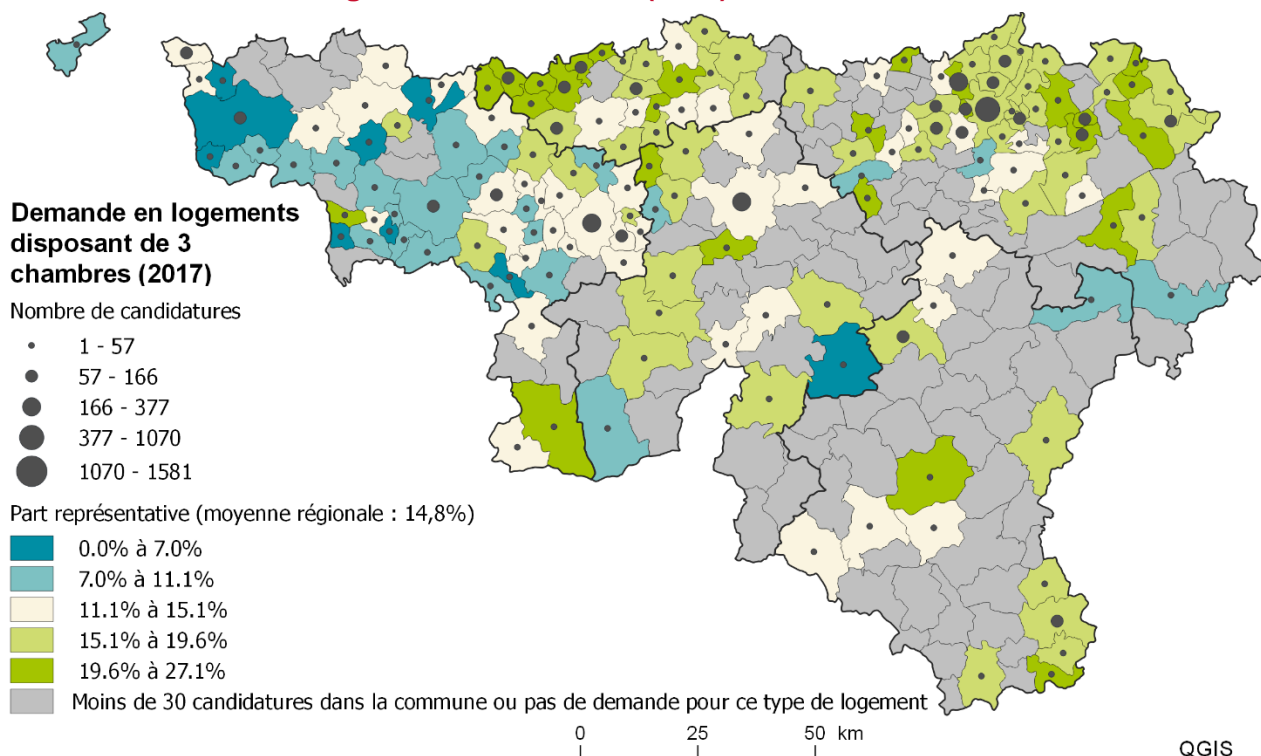 Demande en logements
disposant de 3
chambres (2017)
Nombre de candidatures
1 - 57
57 - 166
166 - 377
377 - 1070
1070 - 1581
Part représentative (moyenne régionale : 14,8%)
0.0% à 7.0%
7.0% à 11.1%
11.1% à 15.1%
15.1% à 19.6%
19.6% à 27.1%
Moins de 30 candidatures dans la commune ou pas de demande pour ce type de logement
0 25 50 km
QGIS